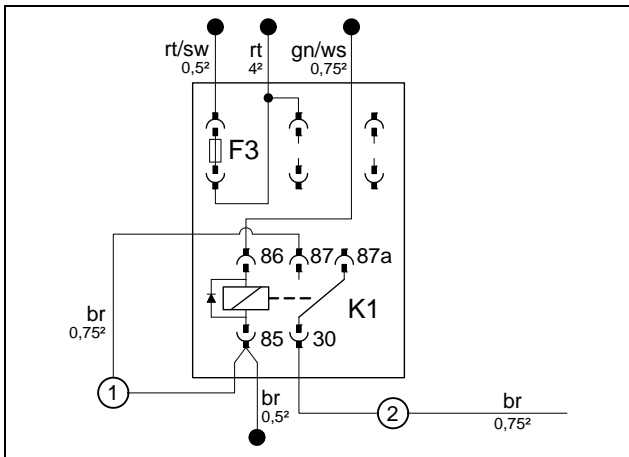 rt/sw
0,5²
rt
4²
gn/ws
0,75²
F3
86
87
87a
K1
br
0,75²
85
30
1
br
0,5²
2
br
0,75²